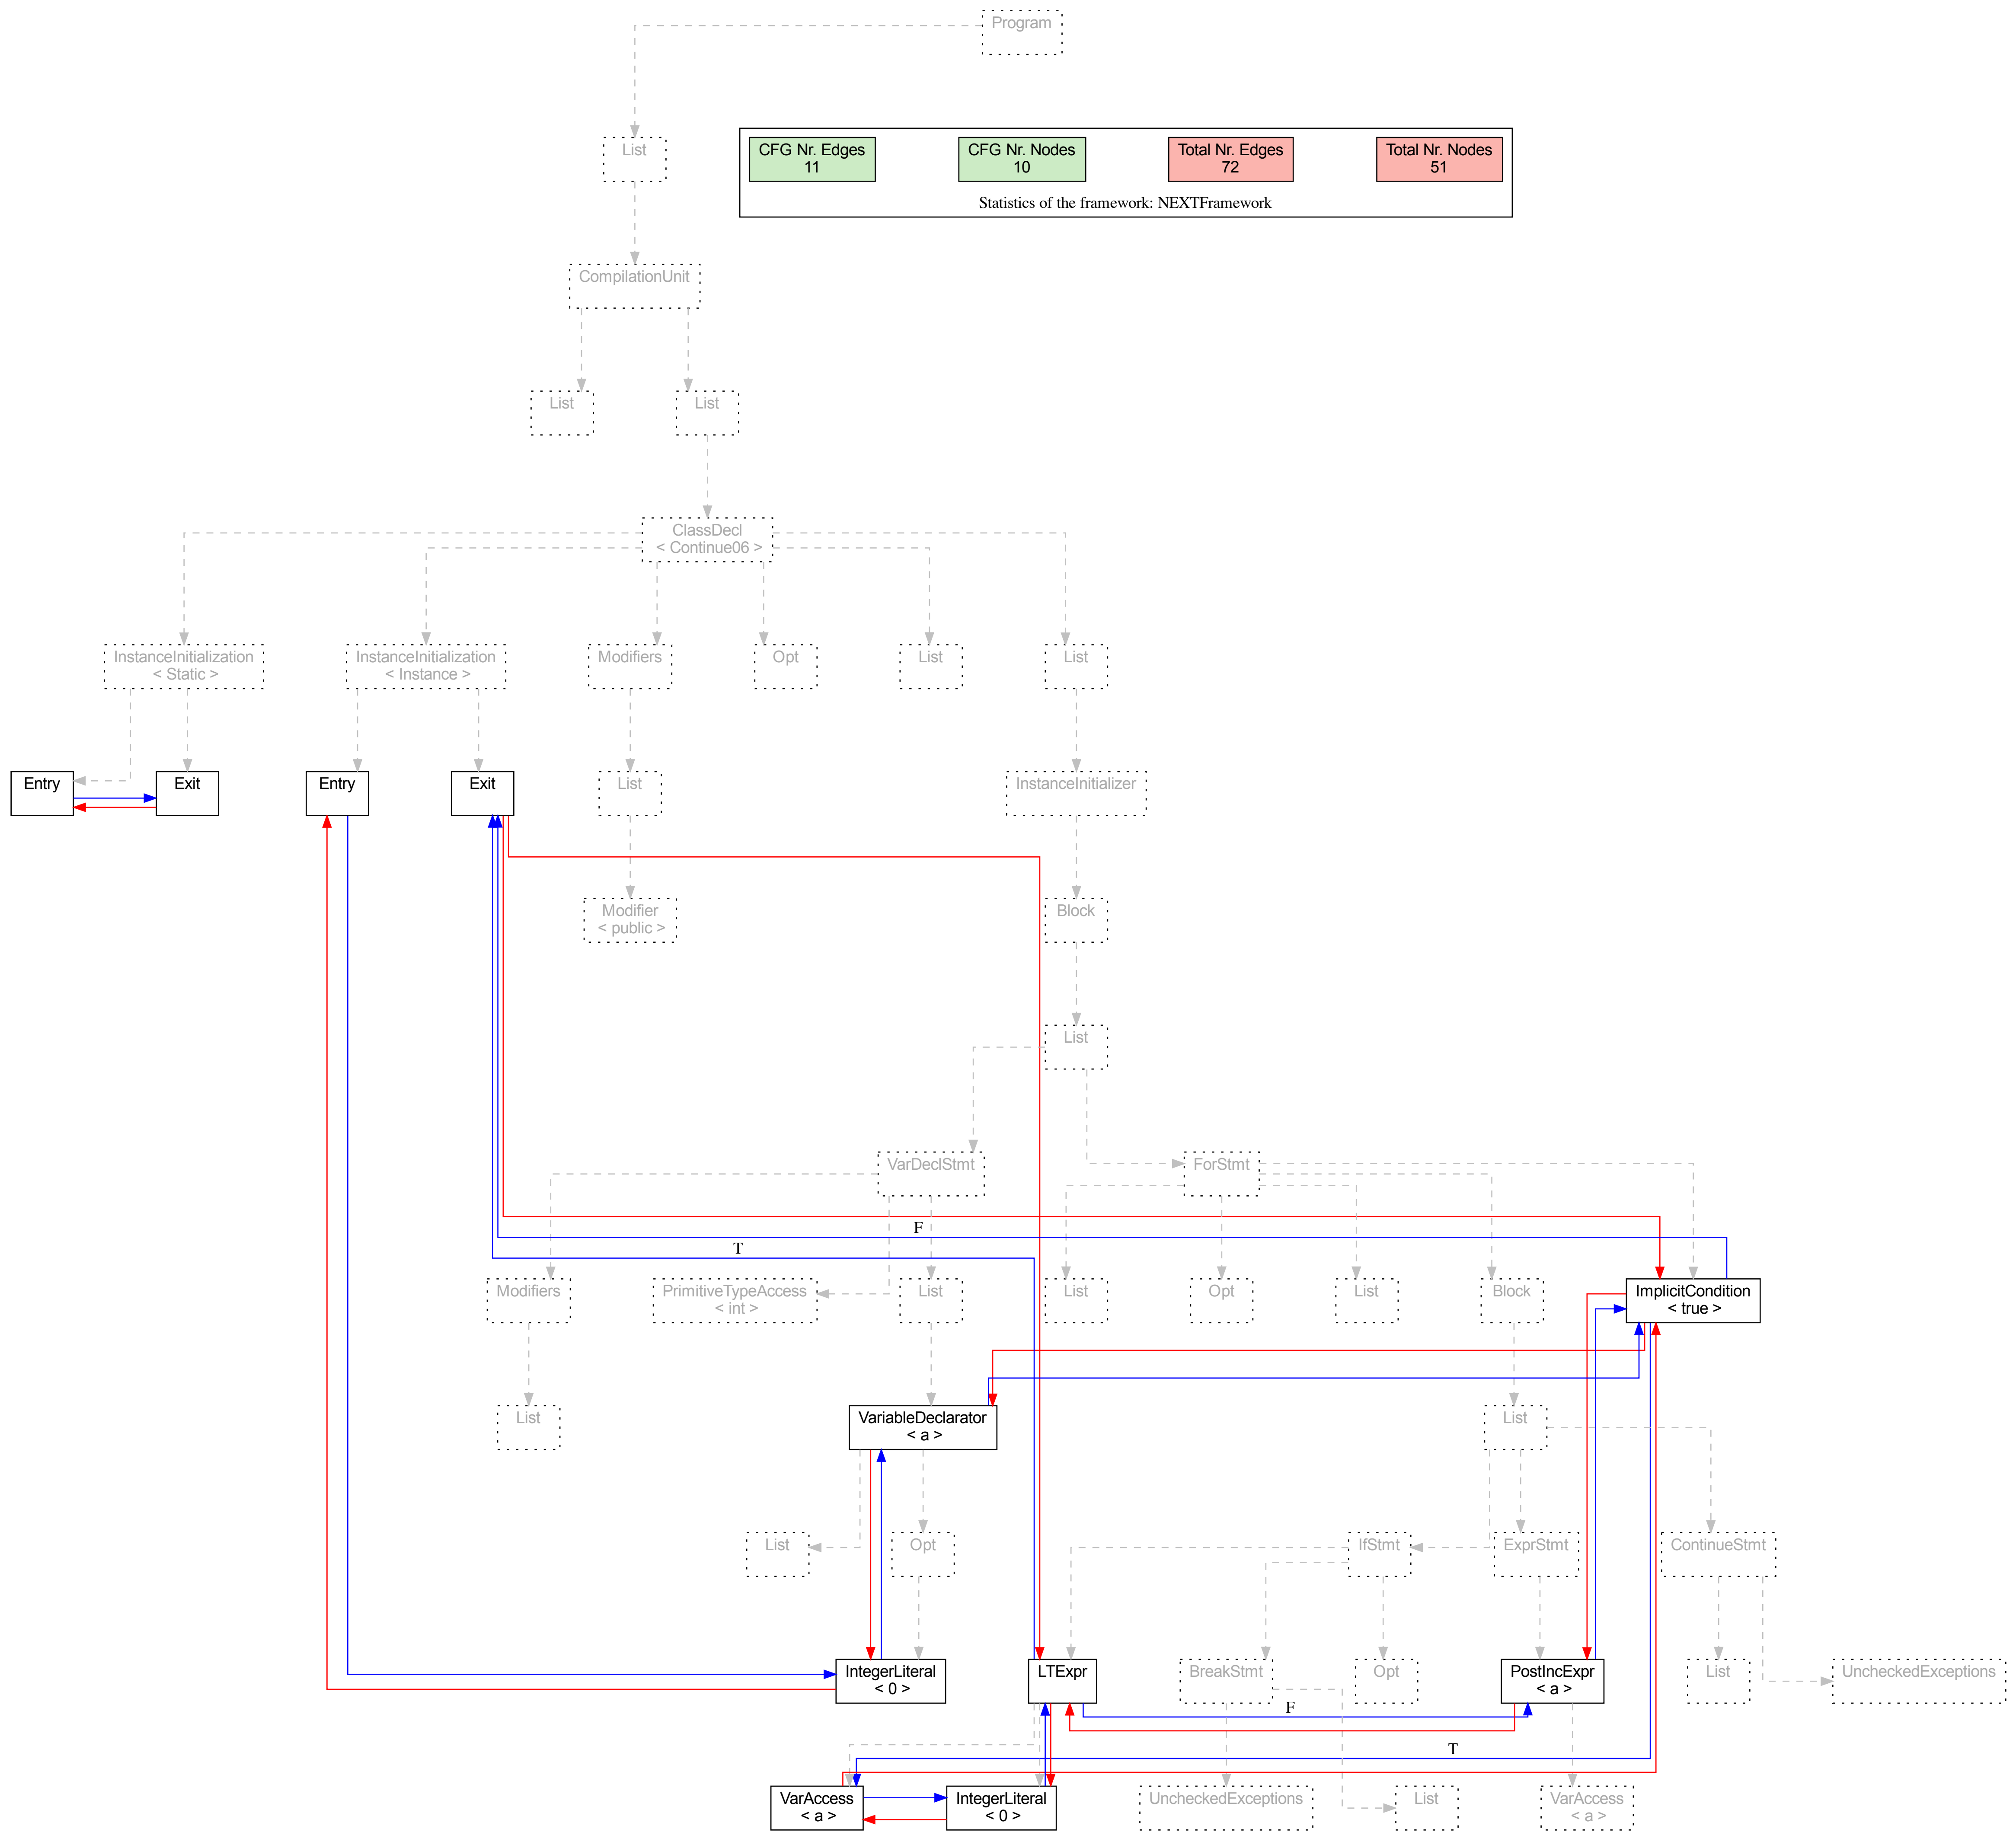 Program
List
CFG Nr. Edges
11
CFG Nr. Nodes
10
Total Nr. Edges
72
Total Nr. Nodes
51
Statistics of the framework: NEXTFramework
CompilationUnit
List
List
ClassDecl
< Continue06 >
InstanceInitialization
< Static >
InstanceInitialization
< Instance >
Modifiers
Opt
List
List
Entry
Exit
Entry
Exit
List
InstanceInitializer
Modifier
< public >
Block
List
VarDeclStmt
ForStmt
F
T
Modifiers
PrimitiveTypeAccess
< int >
List
List
Opt
List
Block
ImplicitCondition
< true >
List
VariableDeclarator
< a >
List
List
Opt
IfStmt
ExprStmt
ContinueStmt
IntegerLiteral
< 0 >
LTExpr
BreakStmt
Opt
PostIncExpr
< a >
List
UncheckedExceptions
F
T
VarAccess
< a >
IntegerLiteral
< 0 >
UncheckedExceptions
List
VarAccess
< a >